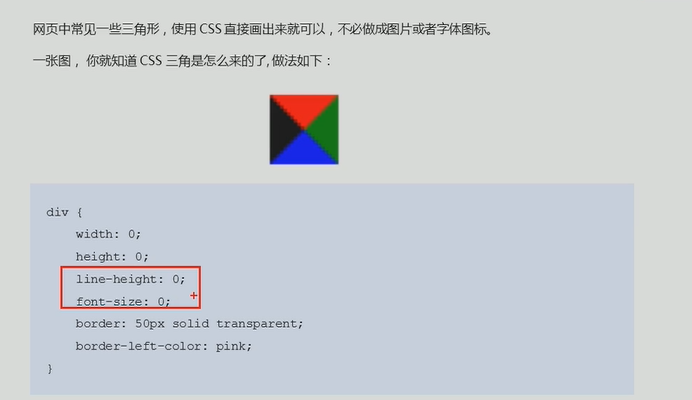 网页中常见一些三角形，使用 CSS 直接画出来就可以，不必做成图片或者字体图标。
一张图， 你就知道 CSS 三角是怎么来的了, 做法如下：
div {
    width: 0;
    height: 0;
    line-height: 0;
    font-size: 0;
    border: 50px solid transparent;
    border-left-color: pink;
}